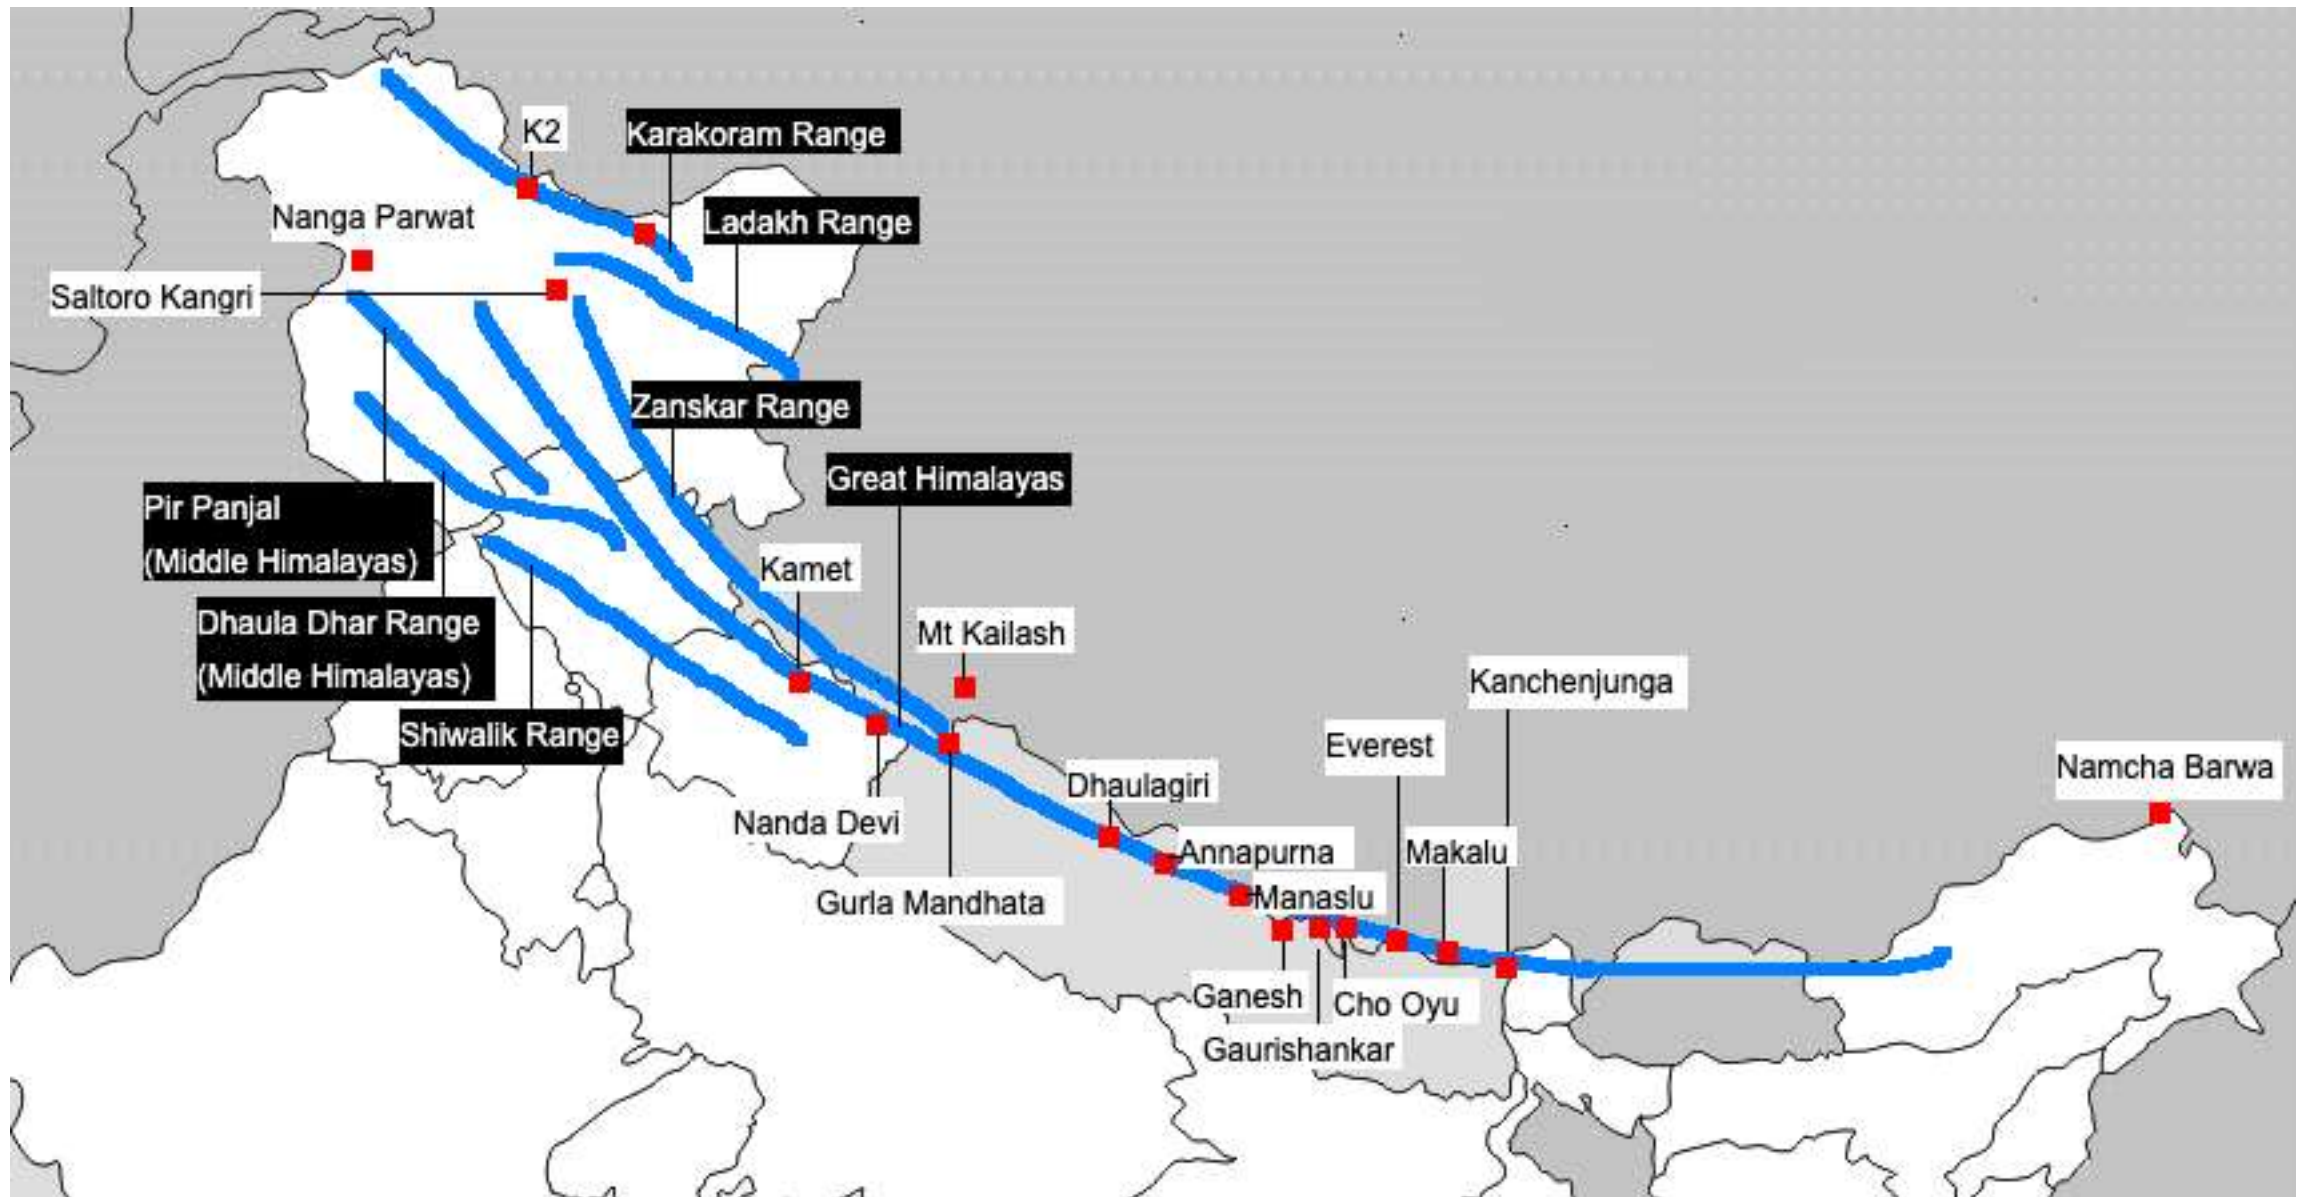 K2
Karakoram Range
Nanga Parwat
Ladakh Range
Saltoro Kangri
Zanskar Range
Great Himalayas
Pir Panjal
(Middle Himalayas)
Kamet
Dhaula Dhar Range
(Middle Himalayas)
Mt Kailash
Kanchenjunga
Shiwalik Range
Everest
Namcha Barwa
Dhaulagiri
Nanda Devi
Annapurna
Makalu
Gurla Mandhata
Manaslu
Ganesh
Cho Oyu
Gaurishankar